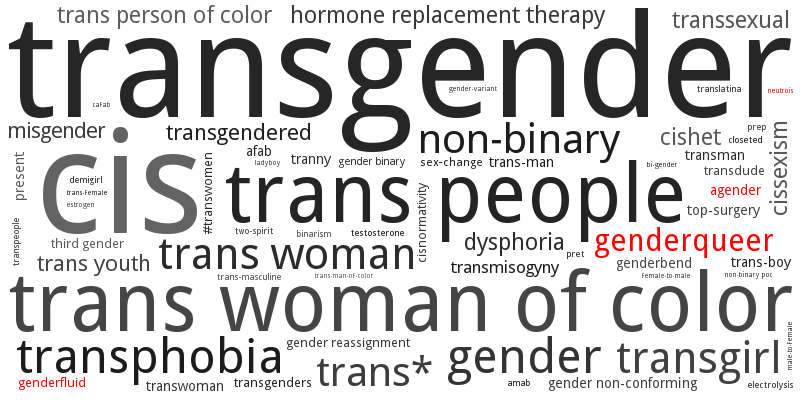 trans person of color
hormone replacement therapy
transsexual
transgender
gender-variant
translatina
neutrois
cafab
misgender
transgendered
non-binary
cishet
prep
closeted
cis
afab
ladyboy
tranny
gender binary
sex-change
trans-man
bi-gender
transman
transdude
cissexism
present
demigirl
trans-Female
estrogen
#transwomen
trans people
agender
top-surgery
transpeople
two-spirit
binarism
testosterone
cisnormativity
third gender
trans woman
dysphoria
pret
genderqueer
trans youth
trans-masculine
trans-man-of-color
transmisogyny
genderbend
Female-to-male
trans-boy
non-binary poc
trans woman of color
transphobia
gender reassignment
trans*
gender
transgirl
male-to-Female
genderfluid
transwoman
transgenders
amab
gender non-conforming
electrolysis